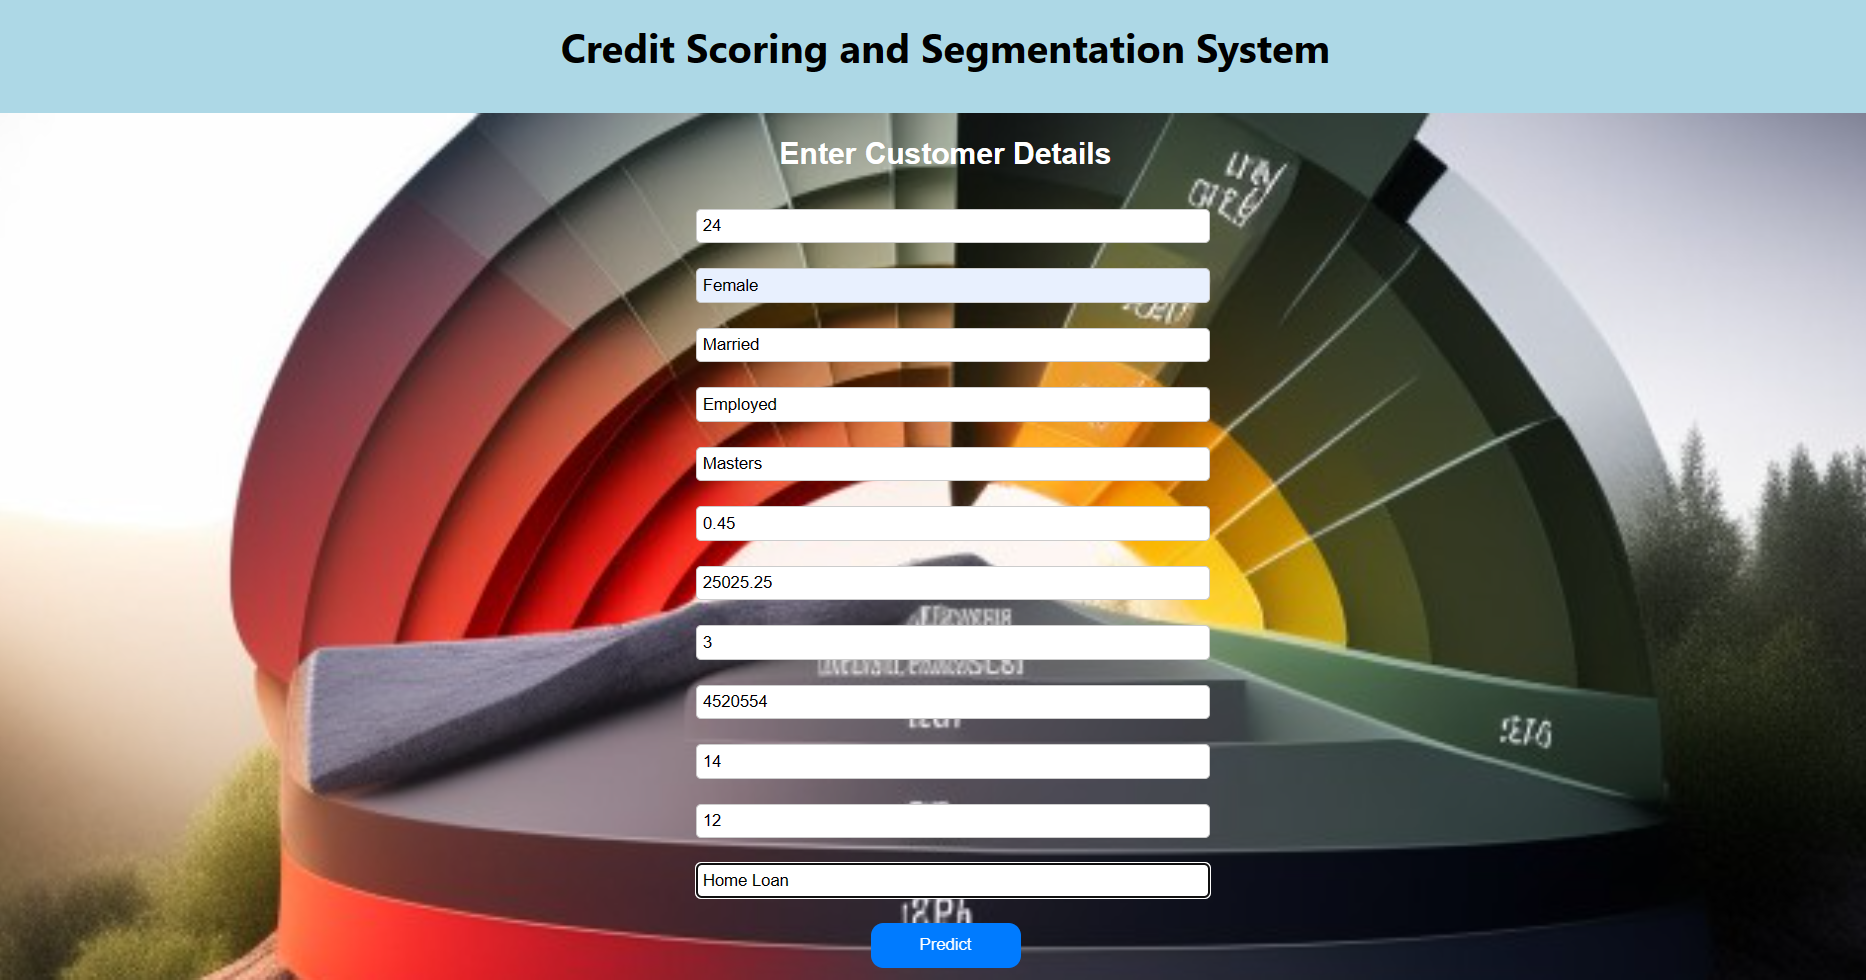 Credit Scoring and Segmentation System
Enter Customer Details
24
Female
Married
Employed
Masters
0.45
25025.25
3
4520554
14
12
Home Loan
Predict